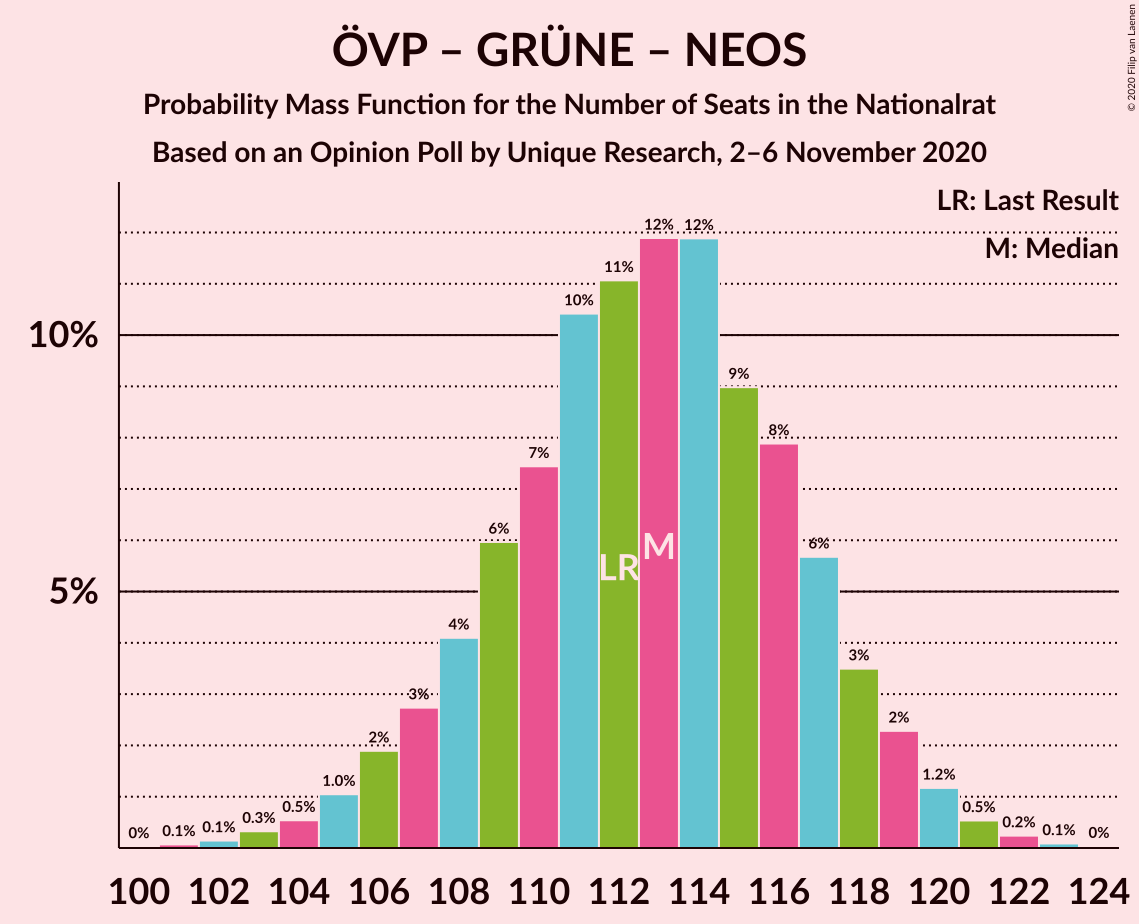 ÖVP – GRÜNE – NEOS
Probability Mass Function for the Number of Seats in the Nationalrat
Based on an Opinion Poll by Unique Research, 2–6 November 2020
© 2020 Filip van Laenen
LR: Last Result
M: Median
10%
5%
0% 0.1% 0.1% 0.3% 0.5% 1.0% 2% 3% 4% 6% 7% 10% 11% 12% 12% 9% 8% 6% 3% 2% 1.2% 0.5% 0.2% 0.1% 0%
LR M
100 102 104 106 108 110 112 114 116 118 120 122 124